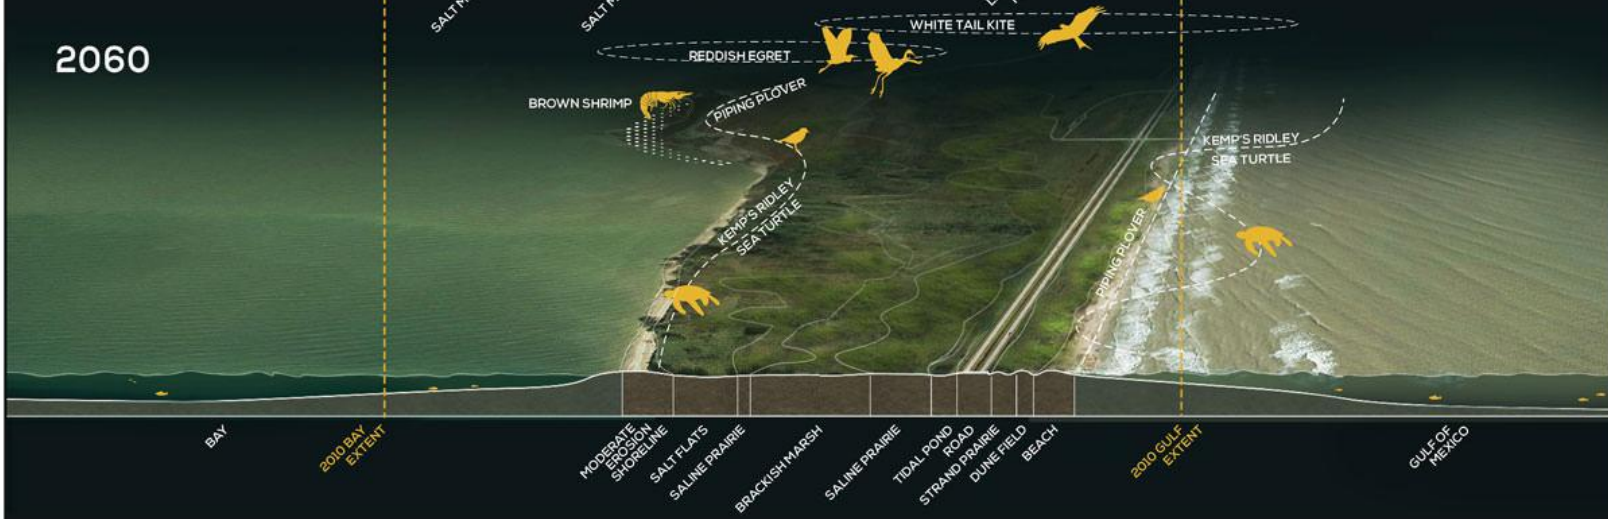 SALT M
SALT M
WHITE TAIL KITE
2060
REDDISH EGRET
BROWN SHRIMP
PIPING PLOVER
KEMP'S RIDLEY
SEA TURTLE
KEMP'S RIDLEY
SEA TURTLE
PIPING PLOVER
BAY
2010 BAY
EXTENT
MODERATE
EROSION
SHORELINE
SALT FLATS
SALINE PRAIRIE
BRACKISH MARSH
SALINE PRAIRIE
TIDAL POND
ROAD
STRAND PRAIRIE
DUNE FIELD
BEACH
2010 GULF
EXTENT
GULF OF
MEXICO